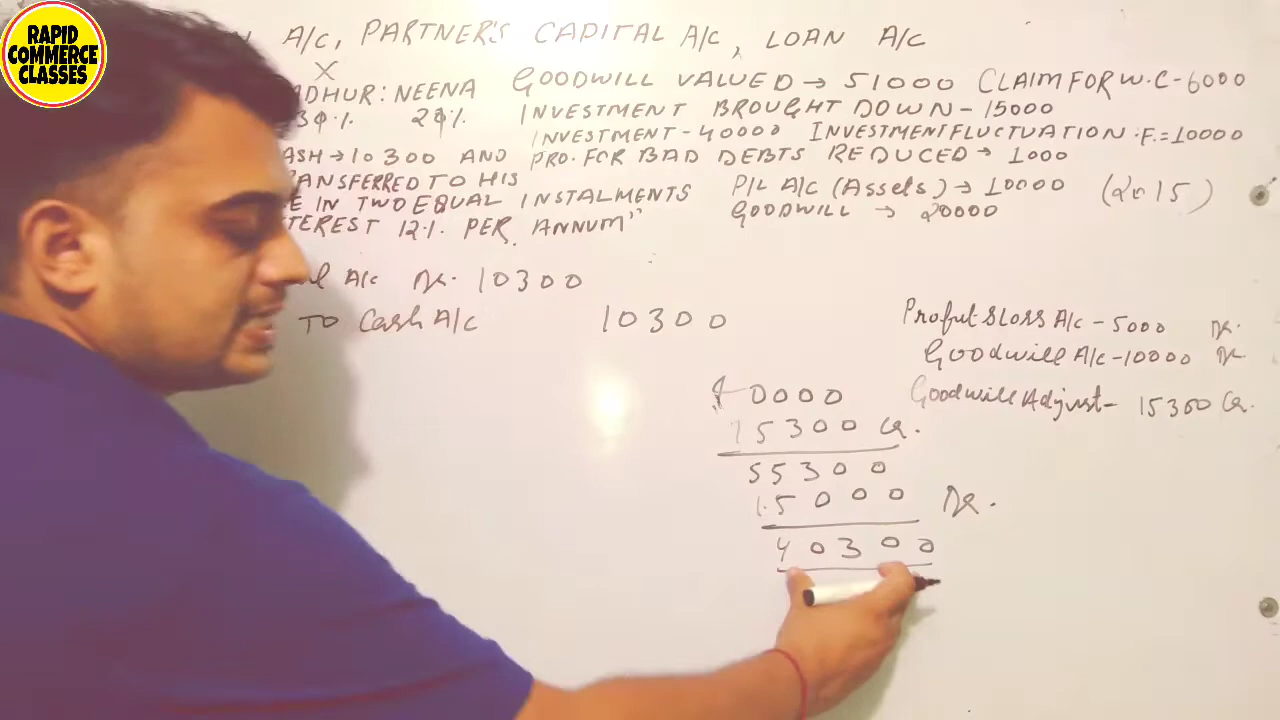 RAPID
COMMERCE
CLASSES
A/C, PARTNER'S CAPITAL A/C, LOAN A/C
X
ADHUR: NEENA GOODWILL VALUED → 51000 CLAIM FOR W.C-6000
30% 20% INVESTMENT BROUGHT DOWN - 15000
INVESTMENT-40000 INVESTMENT FLUCTUATION.F.=10000
ASH → 10300 AND PRO. FOR BAD DEBTS REDUCED → 1000
ANSFERRED TO HIS
E IN TWO EQUAL INSTALMENTS P/L A/C (Assets) → 10000 (2015)
TEREST 12% PER ANNUM" GOODWILL → 20000
A/c Dr. 10300
TO Cash A/c 10300
Profit & Loss A/c - 5000 Dr.
Goodwill A/c - 10000 Dr
Goodwill Adjust - 15300 Cr.
40000
15300 Cr.
55300
15000 Dr.
40300